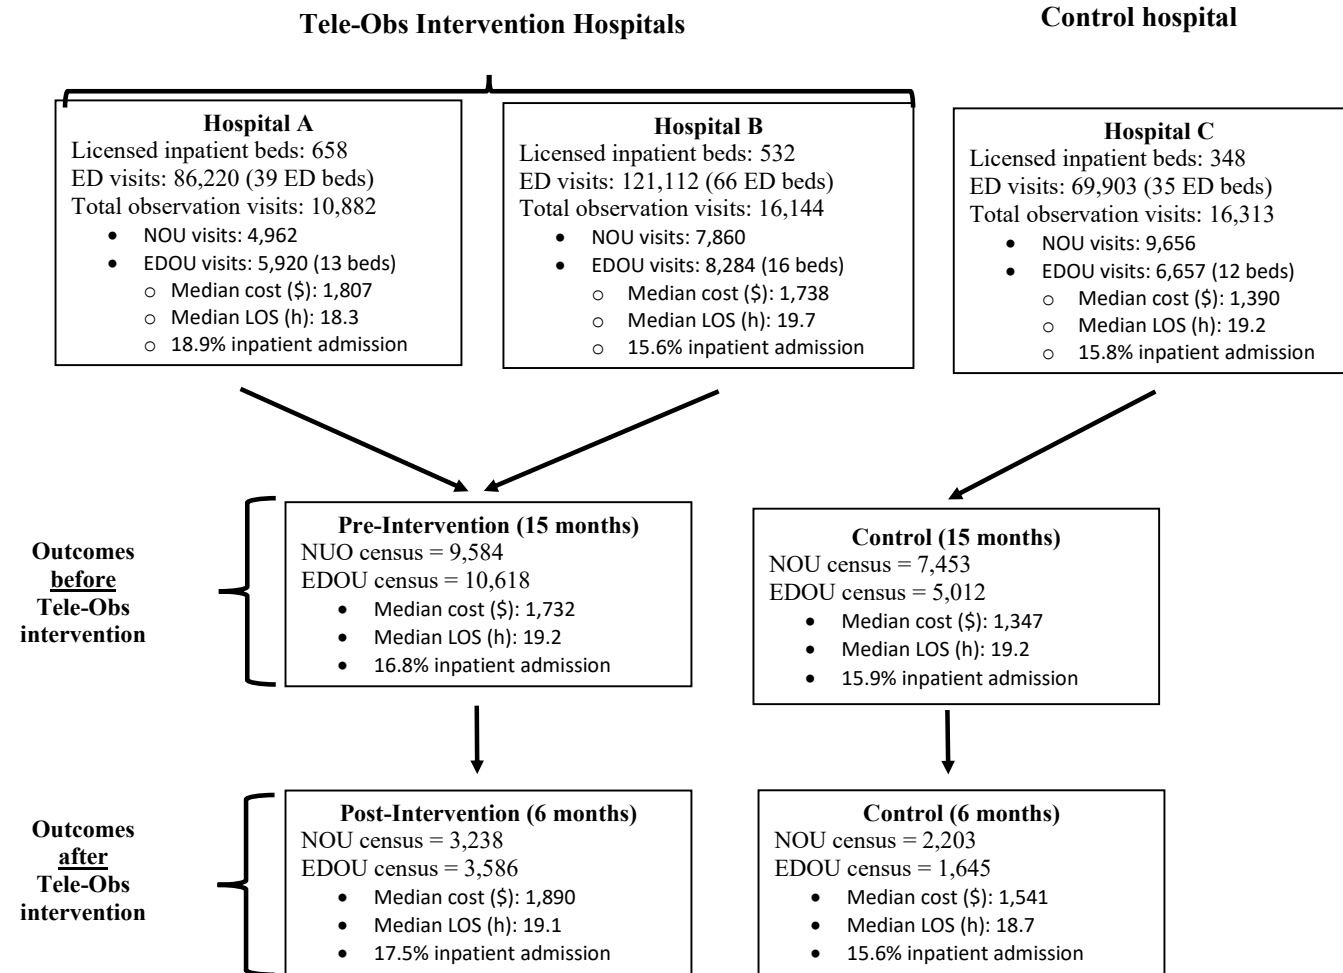 Tele-Obs Intervention Hospitals
Control hospital
Hospital A
Licensed inpatient beds: 658
ED visits: 86,220 (39 ED beds)
Total observation visits: 10,882
• NOU visits: 4,962
• EDOU visits: 5,920 (13 beds)
○ Median cost ($): 1,807
○ Median LOS (h): 18.3
○ 18.9% inpatient admission
Hospital B
Licensed inpatient beds: 532
ED visits: 121,112 (66 ED beds)
Total observation visits: 16,144
• NOU visits: 7,860
• EDOU visits: 8,284 (16 beds)
○ Median cost ($): 1,738
○ Median LOS (h): 19.7
○ 15.6% inpatient admission
Hospital C
Licensed inpatient beds: 348
ED visits: 69,903 (35 ED beds)
Total observation visits: 16,313
• NOU visits: 9,656
• EDOU visits: 6,657 (12 beds)
○ Median cost ($): 1,390
○ Median LOS (h): 19.2
○ 15.8% inpatient admission
Outcomes
before
Tele-Obs
intervention
Pre-Intervention (15 months)
NUO census = 9,584
EDOU census = 10,618
• Median cost ($): 1,732
• Median LOS (h): 19.2
• 16.8% inpatient admission
Control (15 months)
NOU census = 7,453
EDOU census = 5,012
• Median cost ($): 1,347
• Median LOS (h): 19.2
• 15.9% inpatient admission
Outcomes
after
Tele-Obs
intervention
Post-Intervention (6 months)
NOU census = 3,238
EDOU census = 3,586
• Median cost ($): 1,890
• Median LOS (h): 19.1
• 17.5% inpatient admission
Control (6 months)
NOU census = 2,203
EDOU census = 1,645
• Median cost ($): 1,541
• Median LOS (h): 18.7
• 15.6% inpatient admission